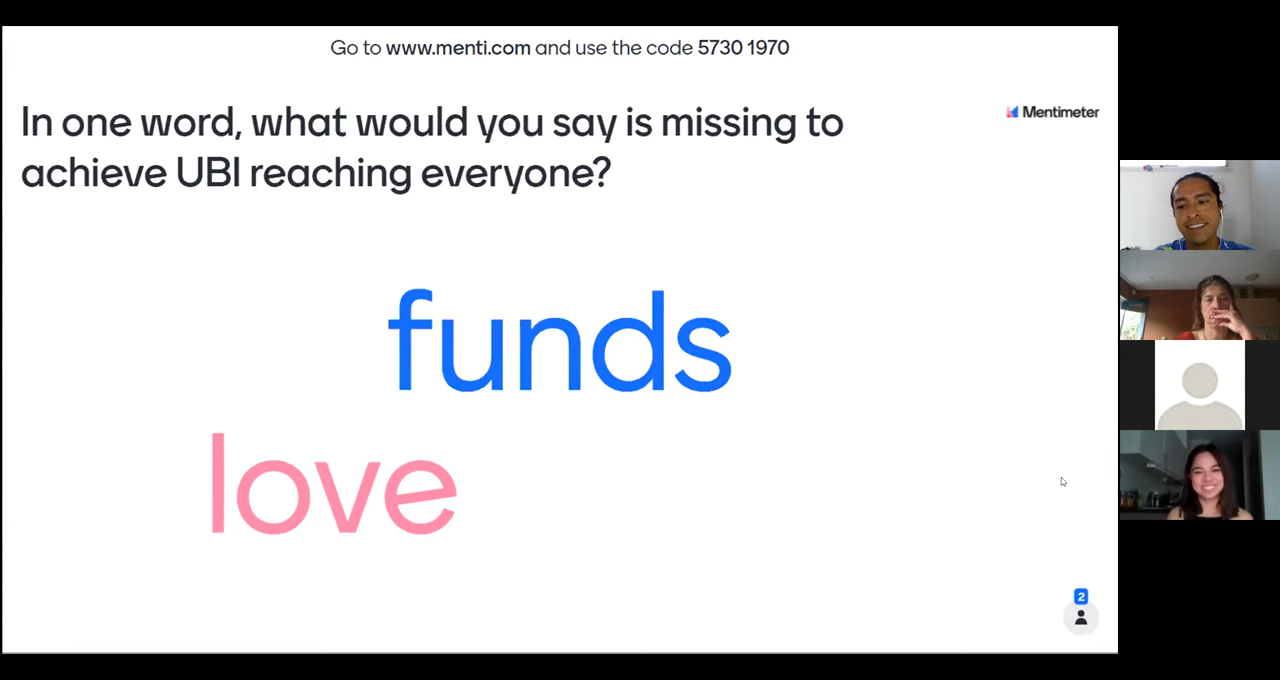 Go to www.menti.com and use the code 5730 1970
Mentimeter
In one word, what would you say is missing to
achieve UBI reaching everyone?
funds
love
2